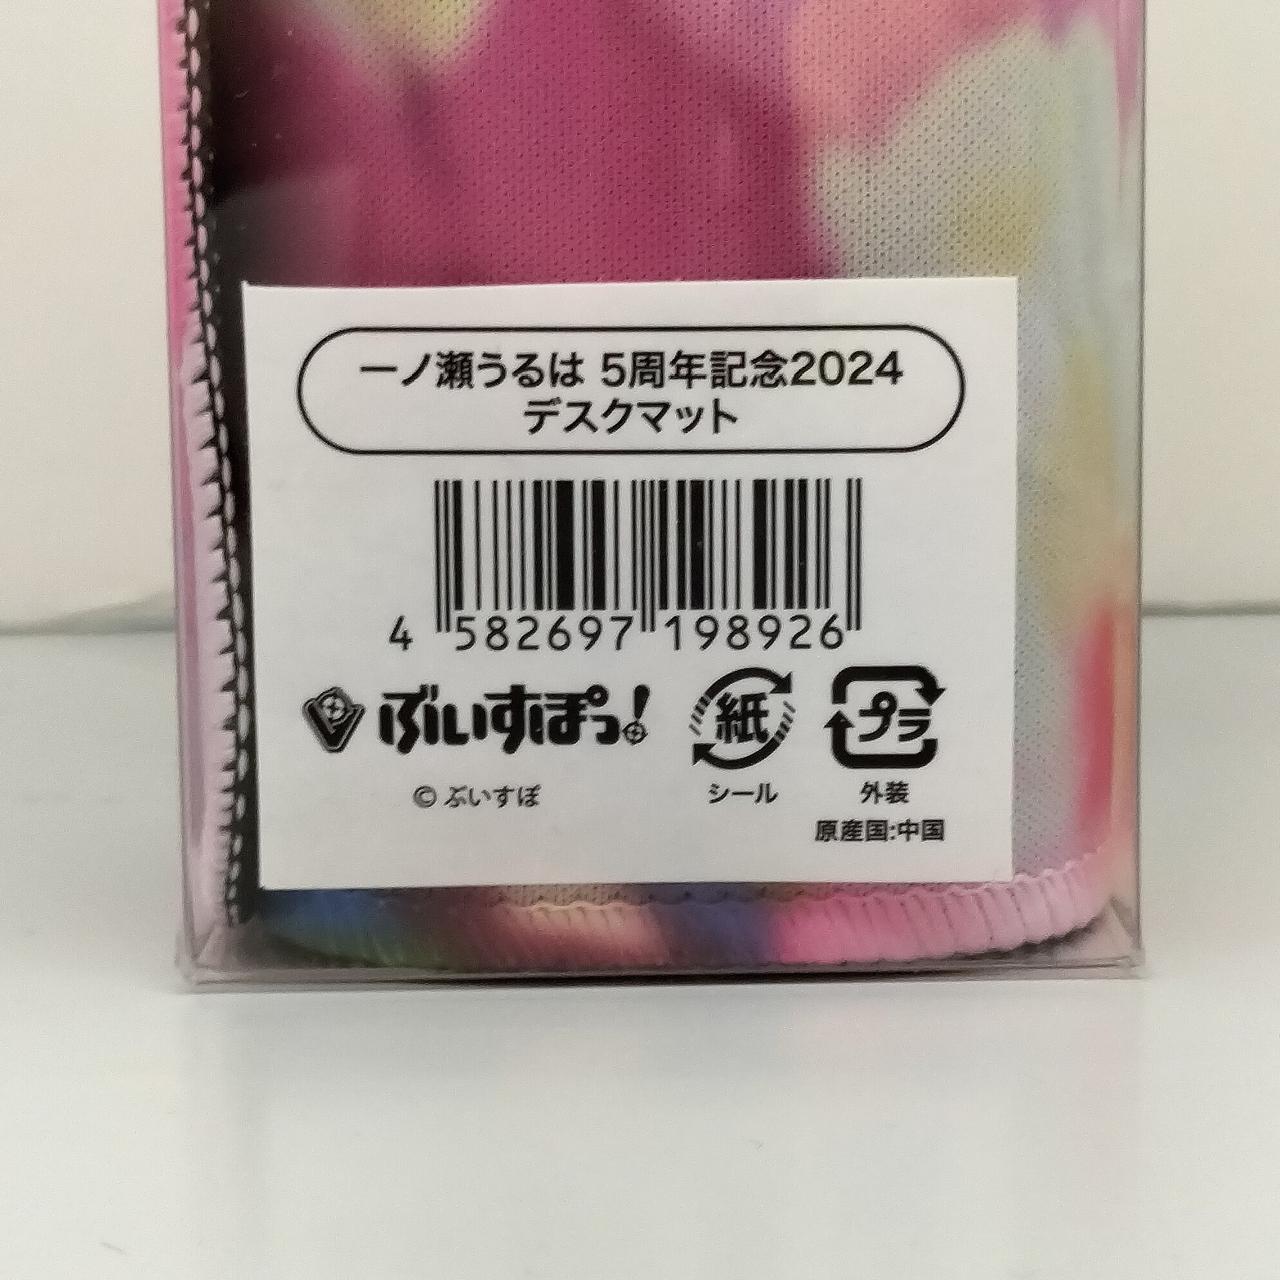 一ノ瀬うるは 5周年記念2024
デスクマット
4 582697 198926
ぶいすぽっ!
紙
プラ
© ぶいすぽ
シール
外装
原産国:中国